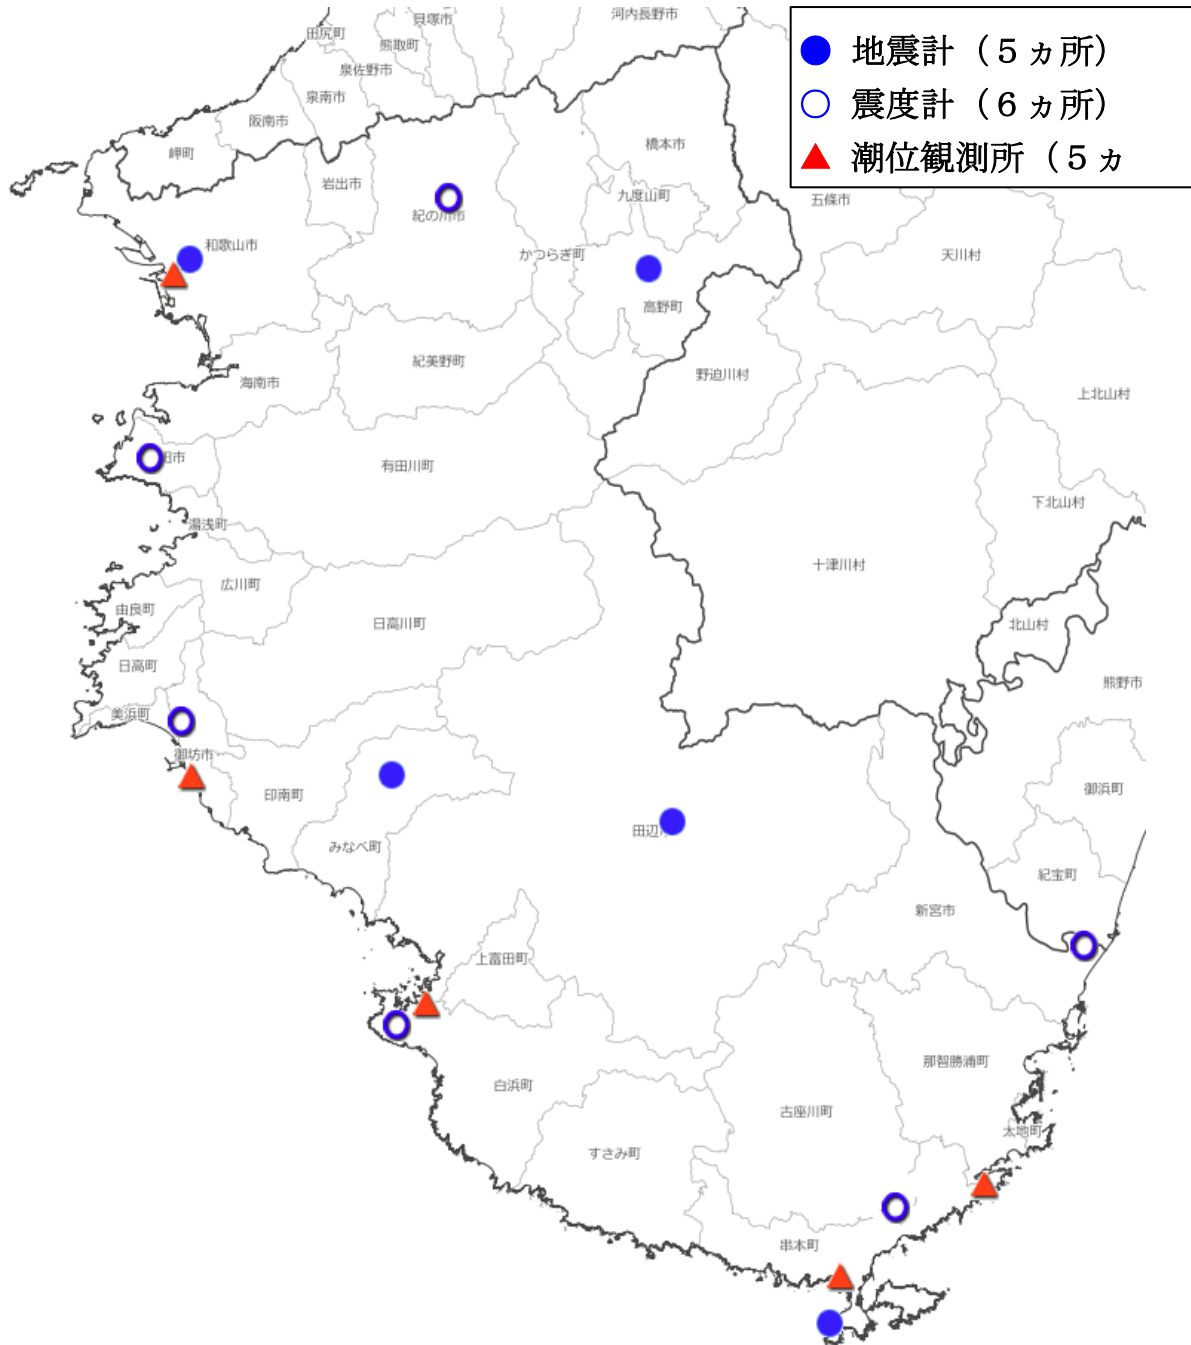 地震計（５ヵ所）
震度計（６ヵ所）
潮位観測所（５カ
貝塚市
河内長野市
田尻町
熊取町
泉佐野市
泉南市
阪南市
岬町
橋本市
岩出市
九度山町
五條市
紀の川市
和歌山市
かつらぎ町
天川村
高野町
紀美野町
野迫川村
海南市
上北山村
田市
有田川町
下北山村
湯浅町
十津川村
広川町
由良町
日高川町
北山村
日高町
熊野市
美浜町
御坊市
印南町
御浜町
田辺
みなべ町
紀宝町
新宮市
上富田町
那智勝浦町
白浜町
古座川町
太地町
すさみ町
串本町